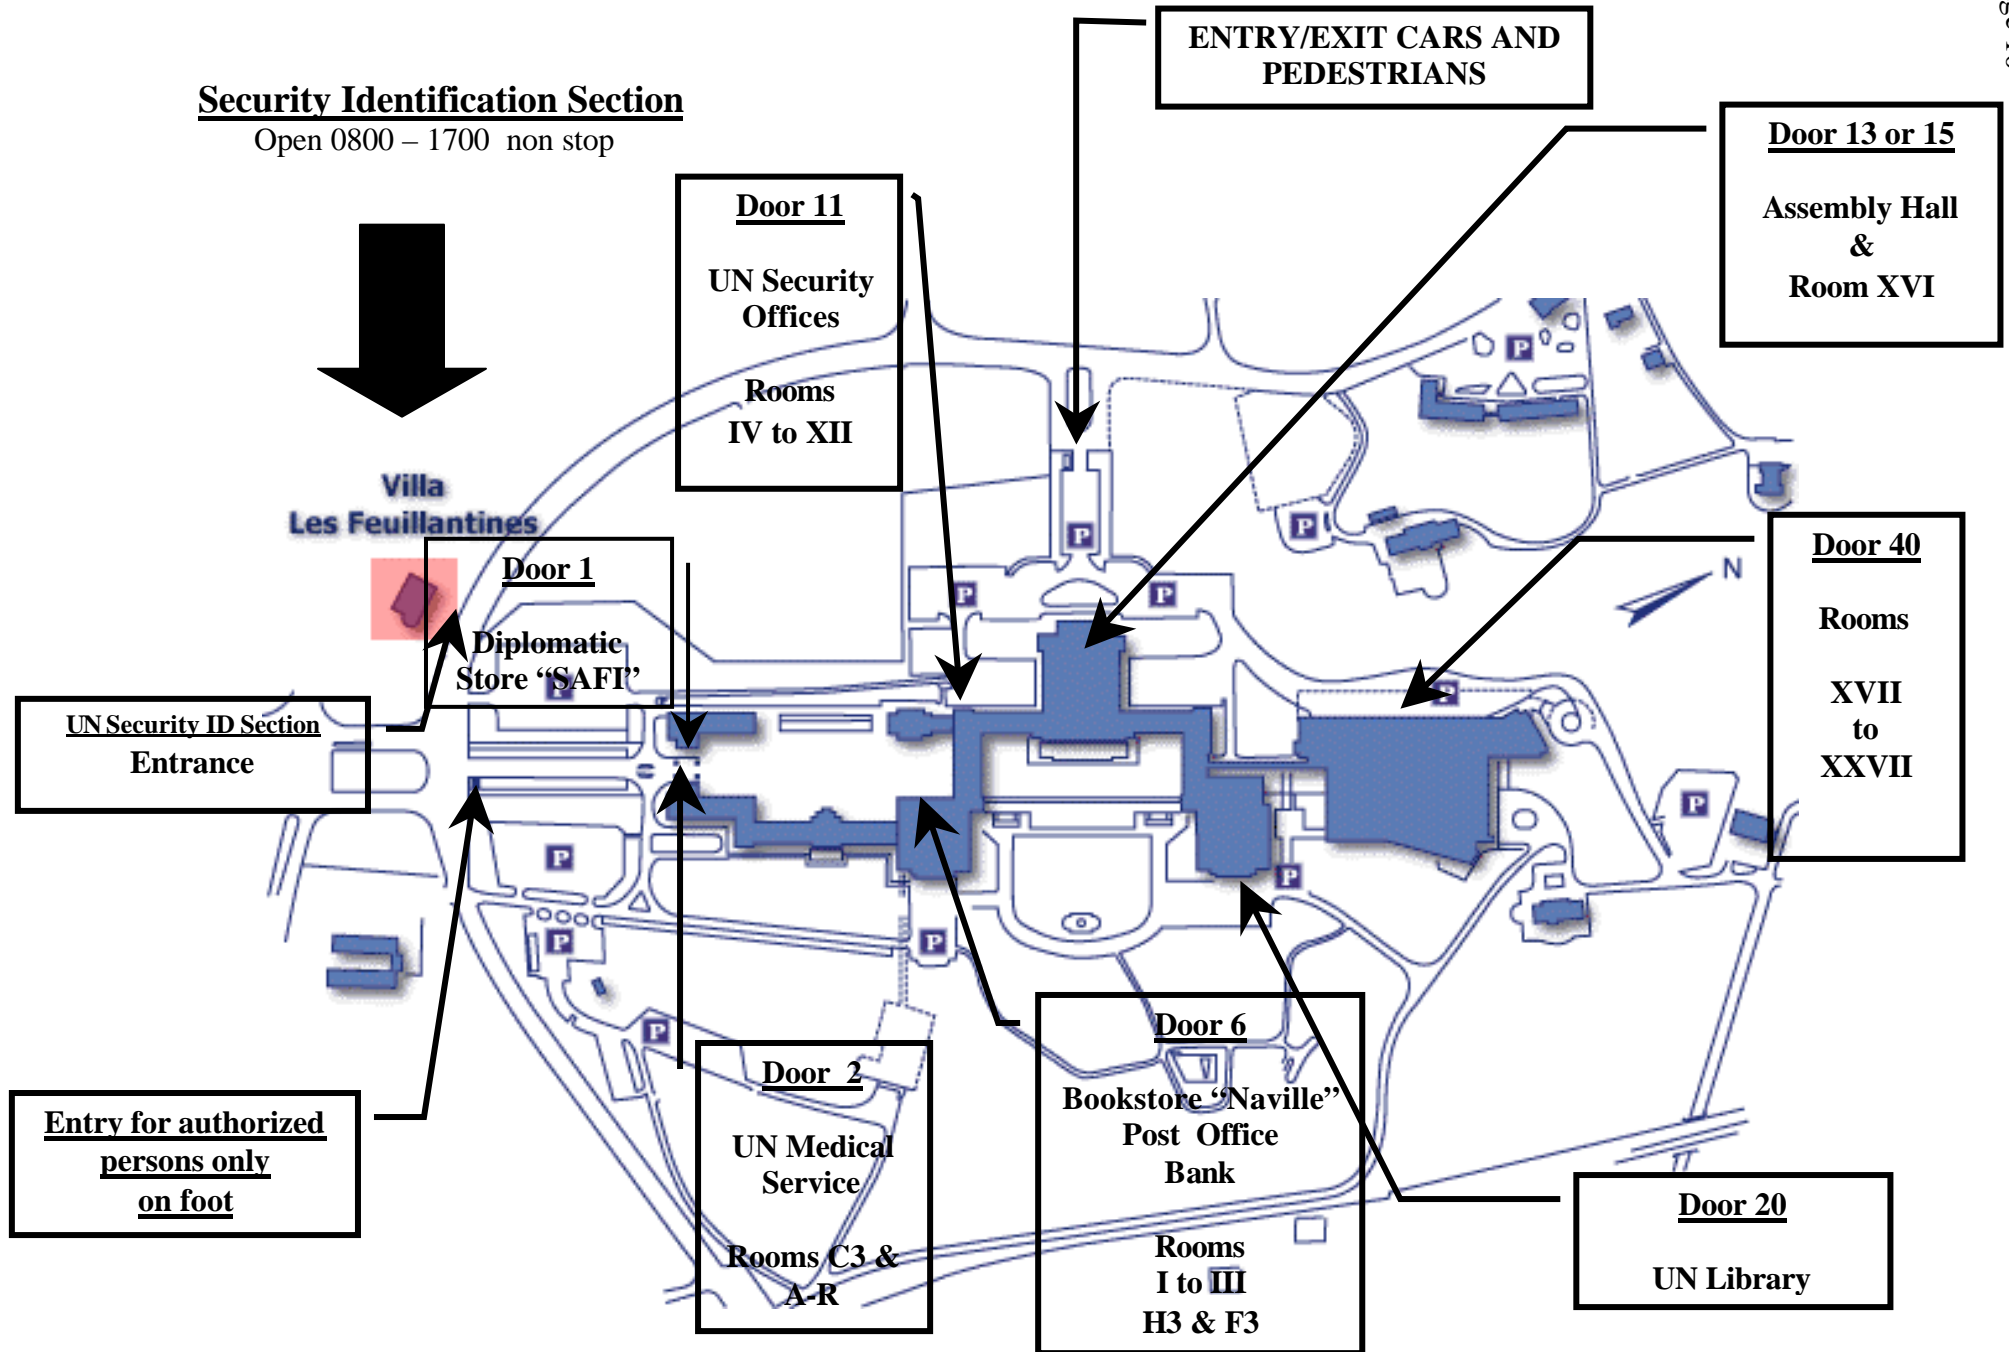 ENTRY/EXIT CARS AND
PEDESTRIANS
Security Identification Section
Open 0800 – 1700 non stop
Door 13 or 15
Assembly Hall
&
Room XVI
Door 11
UN Security
Offices
Rooms
IV to XII
P
P
P
P
P
P
P
P
P
P
P
P
P
N
Villa
Les Feuillantines
Door 1
Diplomatic
Store “SAFI”
Door 40
Rooms
XVII
to
XXVII
UN Security ID Section
Entrance
Entry for authorized
persons only
on foot
Door 2
UN Medical
Service
Rooms C3 &
A-R
Door 6
Bookstore “Naville”
Post Office
Bank
Rooms
I to III
H3 & F3
Door 20
UN Library